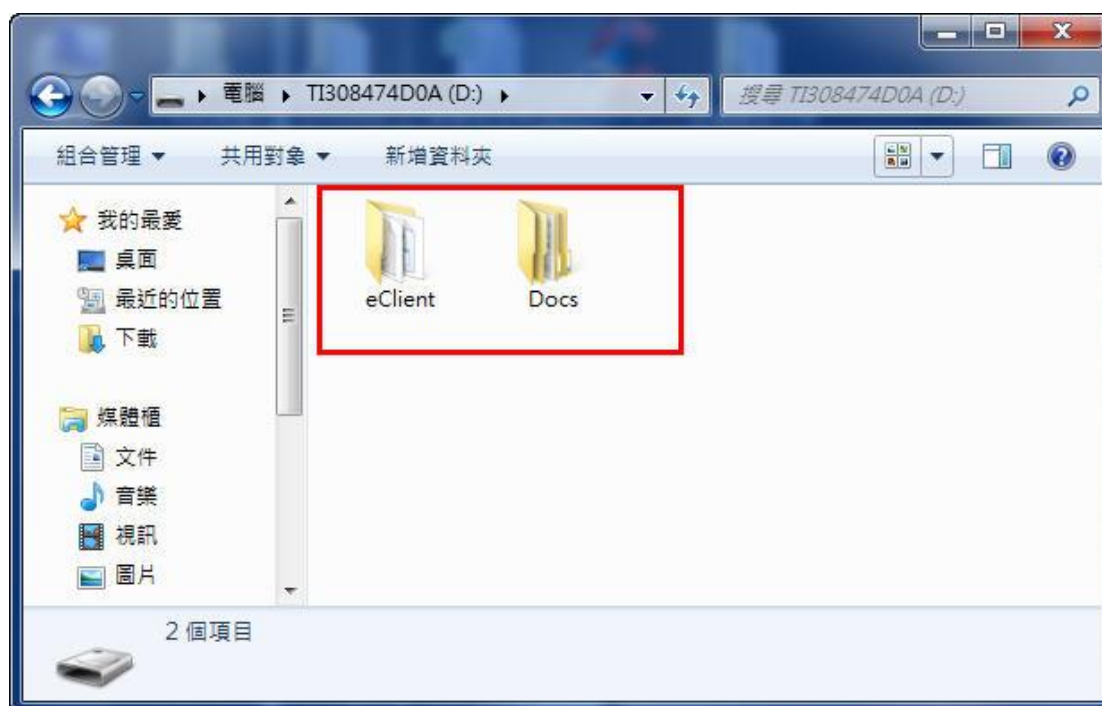 電腦 TI308474D0A (D:) 搜尋 TI308474D0A (D:)
組合管理 共用對象 新增資料夾
我的最愛
桌面
最近的位置
下載
媒體櫃
文件
音樂
視訊
圖片
eClient Docs
2 個項目